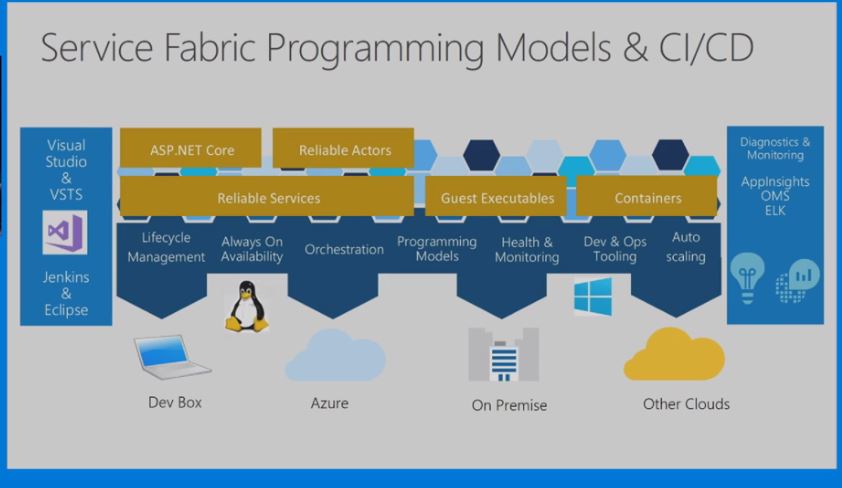 Service Fabric Programming Models & CI/CD
Visual
Studio
&
VSTS
Jenkins
&
Eclipse
ASP.NET Core
Reliable Actors
Reliable Services
Guest Executables
Containers
Lifecycle
Management
Always On
Availability
Orchestration
Programming
Models
Health &
Monitoring
Dev & Ops
Tooling
Auto
scaling
Diagnostics &
Monitoring
AppInsights
OMS
ELK
Dev Box
Azure
On Premise
Other Clouds